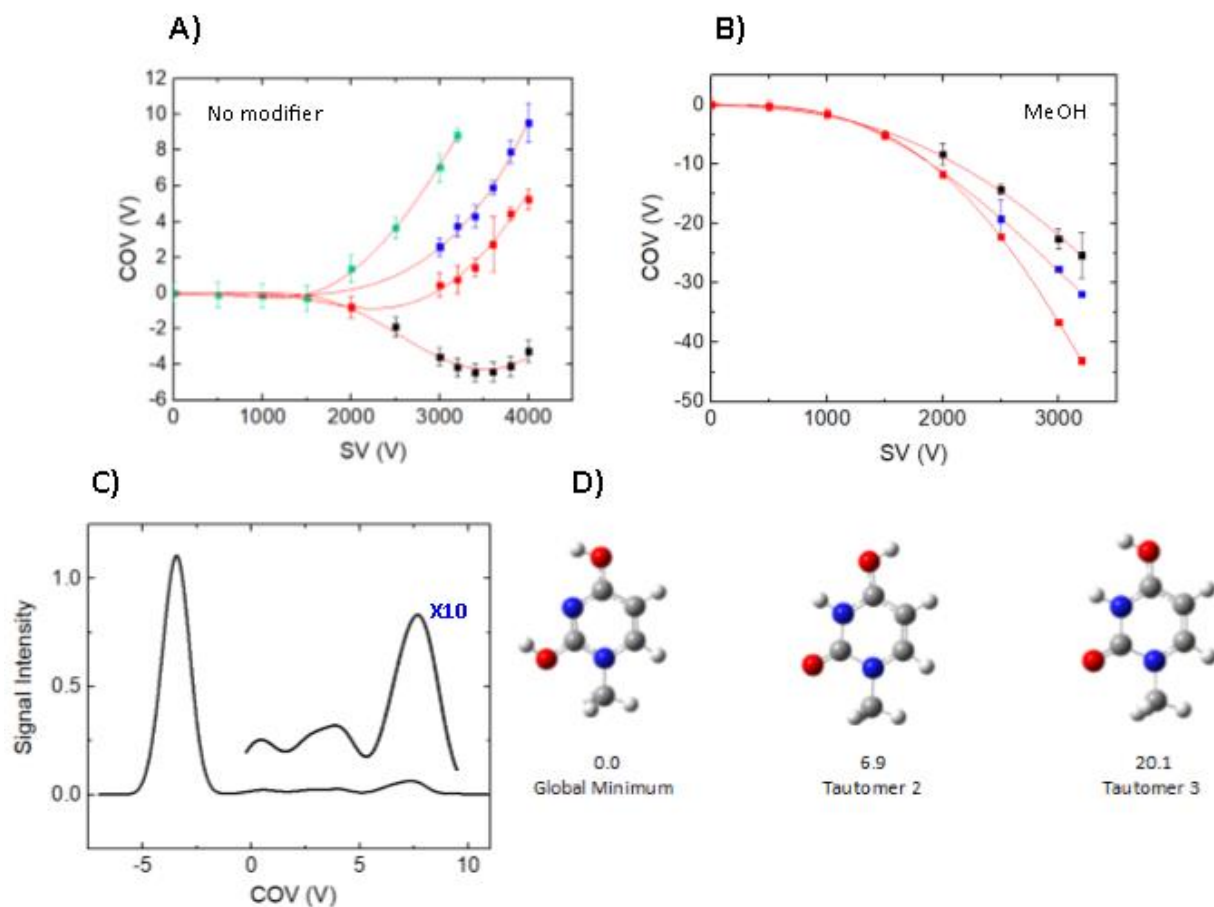 A)
No modifier
12
10
8
6
4
2
0
-2
-4
-6
COV (V)
0
1000
2000
3000
4000
SV (V)
B)
MeOH
0
-10
-20
-30
-40
-50
COV (V)
0
1000
2000
3000
SV (V)
C)
X10
1.0
0.5
0.0
Signal Intensity
-5
0
5
10
COV (V)
D)
0.0
Global Minimum
6.9
Tautomer 2
20.1
Tautomer 3